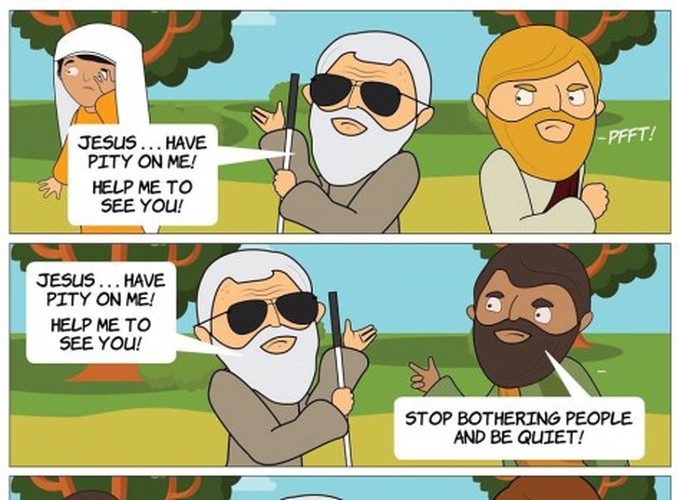 JESUS . . . HAVE
PITY ON ME!
HELP ME TO
SEE YOU!
PFFT!
JESUS . . . HAVE
PITY ON ME!
HELP ME TO
SEE YOU!
STOP BOTHERING PEOPLE
AND BE QUIET!